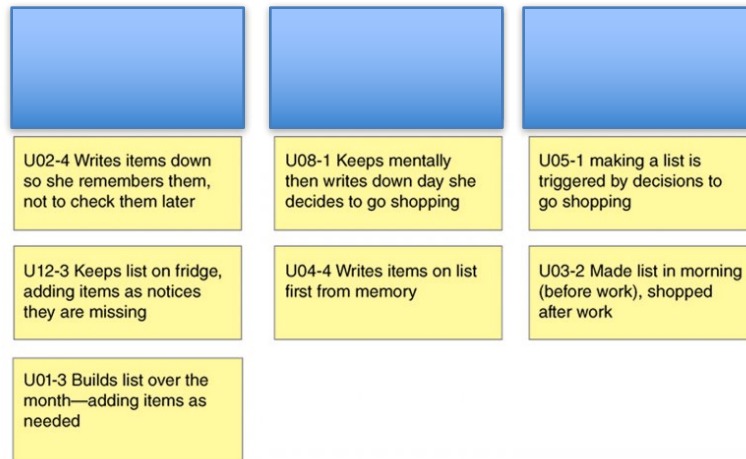 U02-4 Writes items down
so she remembers them,
not to check them later
U12-3 Keeps list on fridge,
adding items as notices
they are missing
U01-3 Builds list over the
month—adding items as
needed
U08-1 Keeps mentally
then writes down day she
decides to go shopping
U04-4 Writes items on list
first from memory
U05-1 making a list is
triggered by decisions to
go shopping
U03-2 Made list in morning
(before work), shopped
after work